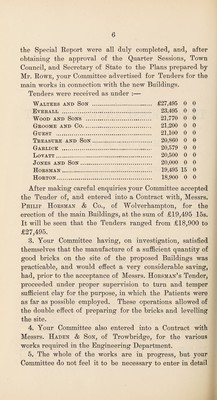 6
the Special Report were all duly completed, and, after
obtaining the approval of the Quarter Sessions, Town
Council, and Secretary of State to the Plans prepared by
Mr. ROWE, your Committee advertised for Tenders for the
main works in connection with the new Buildings.
Tenders were received as under :—
WALTERS AND SON ................................ £27,495 0 0
EVERALL ................................ 23,495 0 0
WOOD AND SONS ................................ 21,770 0 0
GROOME AND CO. ................................ 21,200 0 0
GUEST ................................ 21,150 0 0
TREASURE AND SON ................................ 20,860 0 0
GARLICK ................................ 20,579 0 0
LOVATT ................................ 20,500 0 0
JONES AND SON ................................ 20,000 0 0
HORSMAN ................................ 19,495 15 0
HORTON ................................ 18,900 0 0
After making careful enquiries your Committee accepted
the Tender of, and entered into a Contract with, Messrs.
PHILIP HORSMAN & Co., of Wolverhampton, for the
erection of the main Buildings, at the sum of £19,495 15s.
It will be seen that the Tenders ranged from £18,900 to
£27,495.
3. Your Committee having, on investigation, satisfied
themselves that the manufacture of a sufficient quantity of
good bricks on the site of the proposed Buildings was
practicable, and would effect a very considerable saving,
had, prior to the acceptance of Messrs. HORSMAN'S Tender,
proceeded under proper supervision to turn and temper
sufficient clay for the purpose, in which the Patients were
as far as possible employed. These operations allowed of
the double effect of preparing for the bricks and levelling
the site.
4. Your Committee also entered into a Contract with
Messrs. HADEN & SON, of Trowbridge, for the various
works required in the Engineering Department.
5. The whole of the works are in progress, but your
Committee do not feel it to be necessary to enter in detail